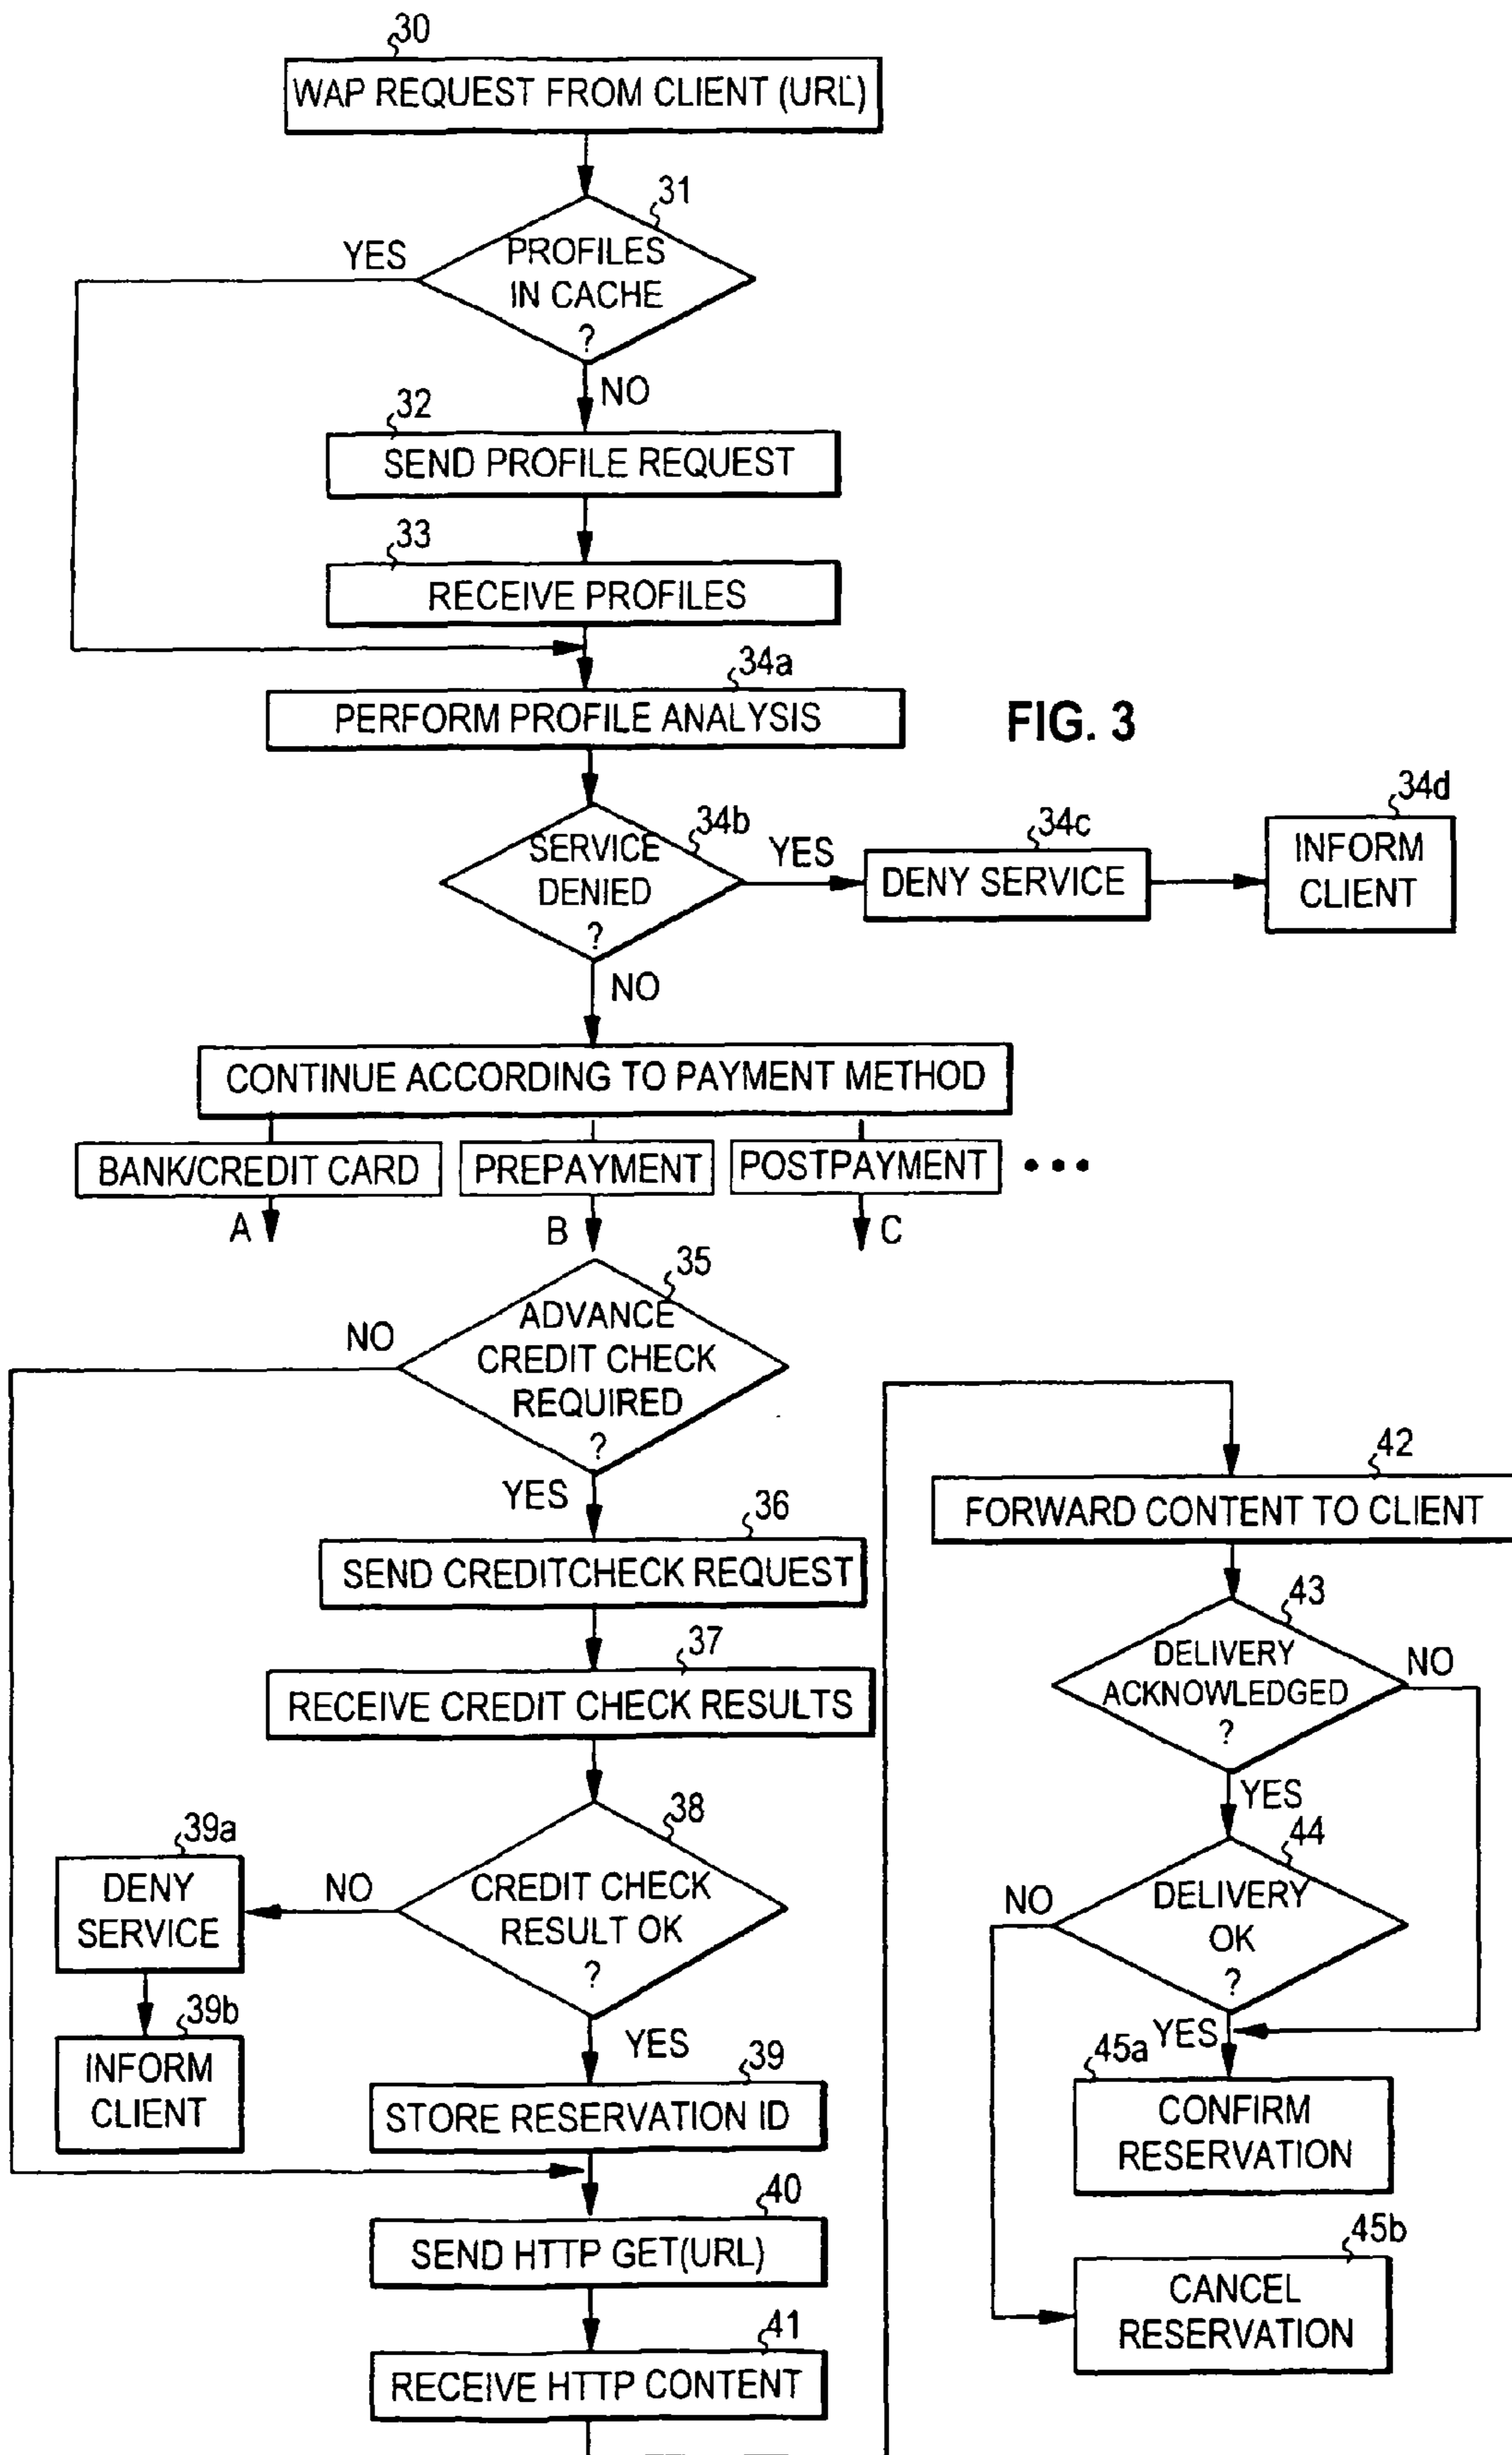 30
WAP REQUEST FROM CLIENT (URL)
31
YES
PROFILES
IN CACHE
?
NO
32
SEND PROFILE REQUEST
33
RECEIVE PROFILES
34a
PERFORM PROFILE ANALYSIS
FIG. 3
34b
SERVICE
DENIED
?
YES
34c
DENY SERVICE
34d
INFORM
CLIENT
NO
CONTINUE ACCORDING TO PAYMENT METHOD
BANK/CREDIT CARD
PREPAYMENT
POSTPAYMENT
• • •
A
B
C
35
NO
ADVANCE
CREDIT CHECK
REQUIRED
?
YES
36
SEND CREDITCHECK REQUEST
37
RECEIVE CREDIT CHECK RESULTS
38
CREDIT CHECK
RESULT OK
?
NO
39a
DENY
SERVICE
39b
INFORM
CLIENT
YES
39
STORE RESERVATION ID
40
SEND HTTP GET(URL)
41
RECEIVE HTTP CONTENT
42
FORWARD CONTENT TO CLIENT
43
DELIVERY
ACKNOWLEDGED
?
NO
YES
44
NO
DELIVERY
OK
?
YES
45a
CONFIRM
RESERVATION
45b
CANCEL
RESERVATION